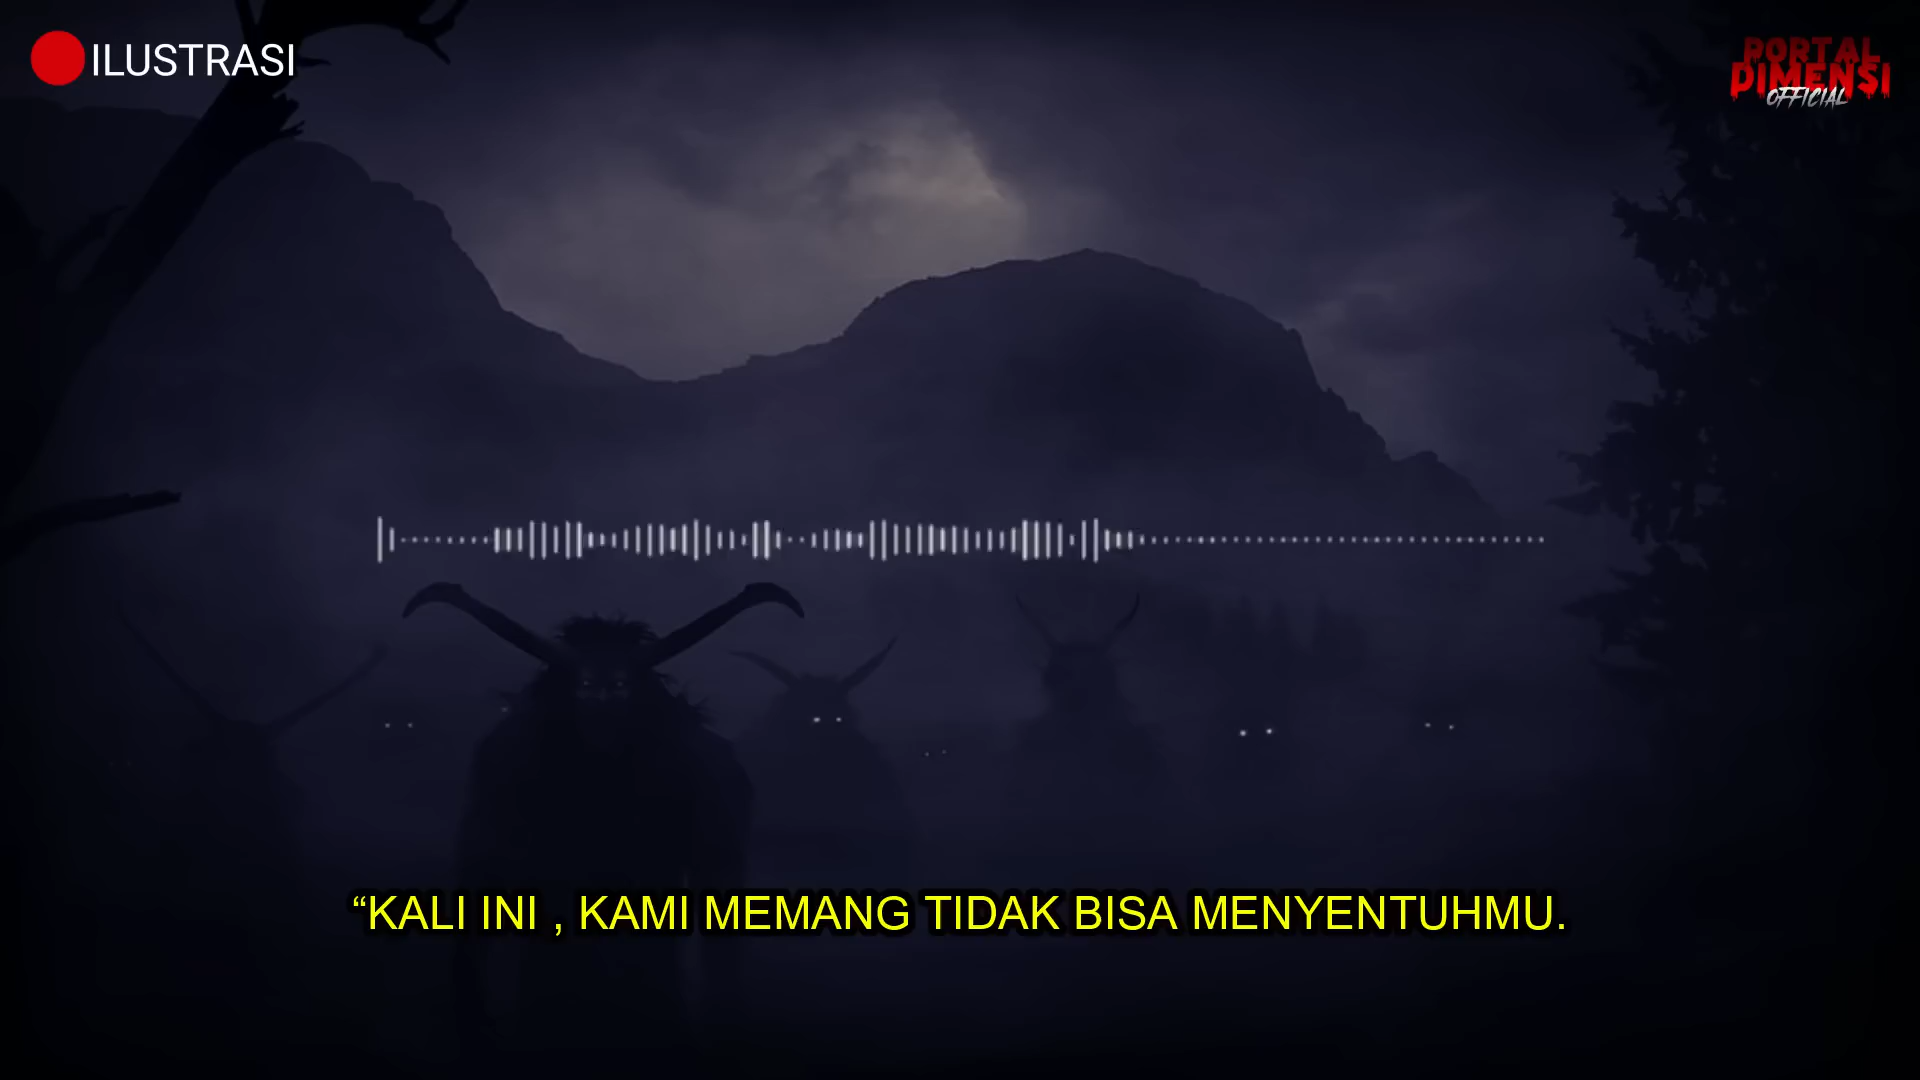 ILUSTRASI
PORTAL
DIMENSI
OFFICIAL
“KALI INI , KAMI MEMANG TIDAK BISA MENYENTUHMU.